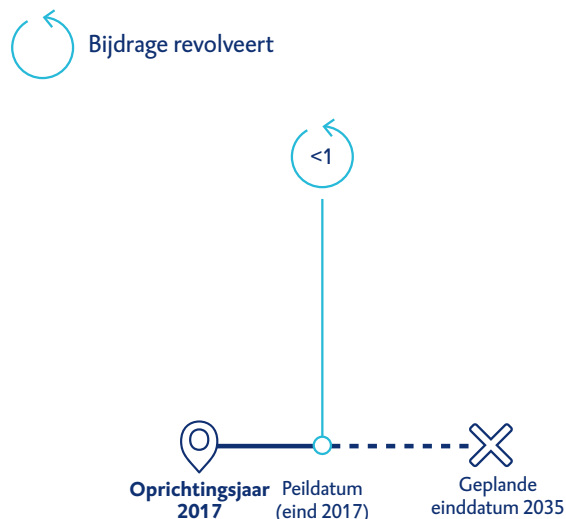 Bijdrage revolveert
<1
Oprichtingsjaar
2017
Peildatum
(eind 2017)
Geplande
einddatum 2035